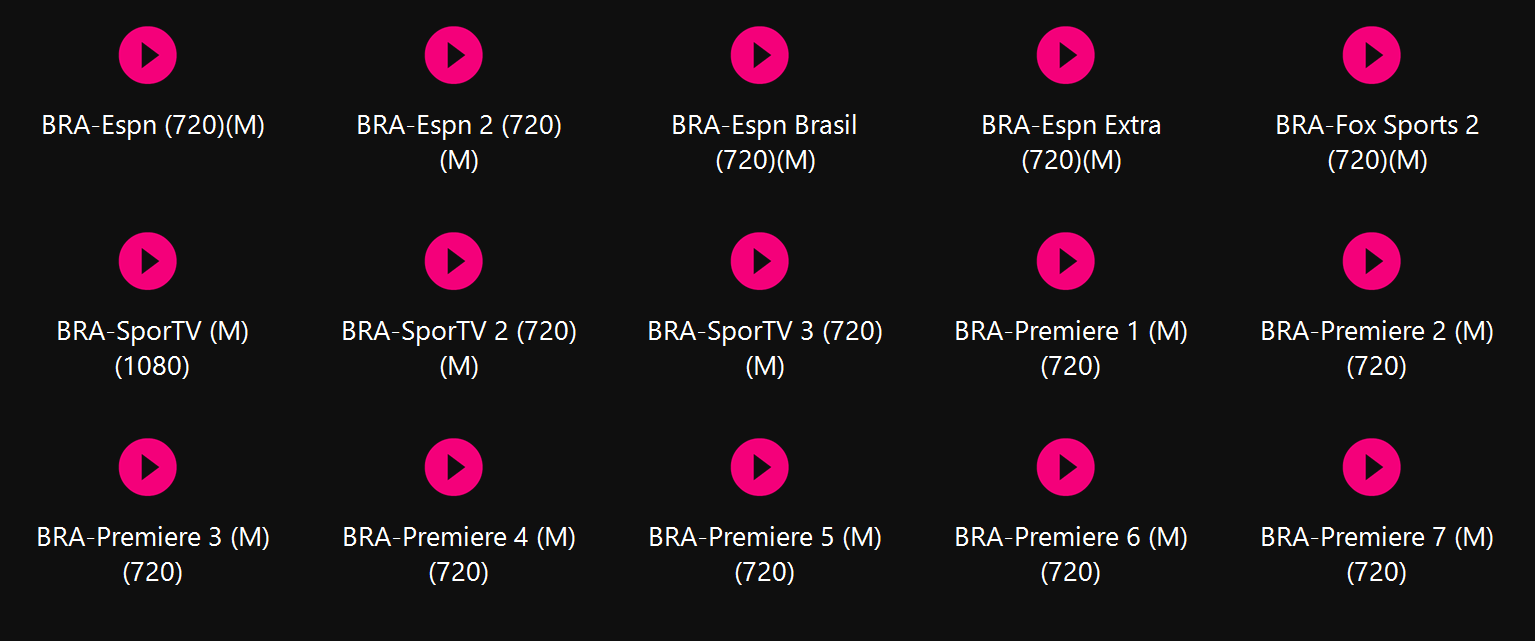 BRA-Espn (720)(M)
BRA-Espn 2 (720)
(M)
BRA-Espn Brasil
(720)(M)
BRA-Espn Extra
(720)(M)
BRA-Fox Sports 2
(720)(M)
BRA-SporTV (M)
(1080)
BRA-SporTV 2 (720)
(M)
BRA-SporTV 3 (720)
(M)
BRA-Premiere 1 (M)
(720)
BRA-Premiere 2 (M)
(720)
BRA-Premiere 3 (M)
(720)
BRA-Premiere 4 (M)
(720)
BRA-Premiere 5 (M)
(720)
BRA-Premiere 6 (M)
(720)
BRA-Premiere 7 (M)
(720)